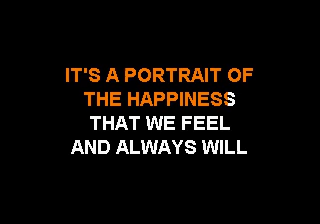 IT'S A PORTRAIT OF
THE HAPPINESS
THAT WE FEEL
AND ALWAYS WILL